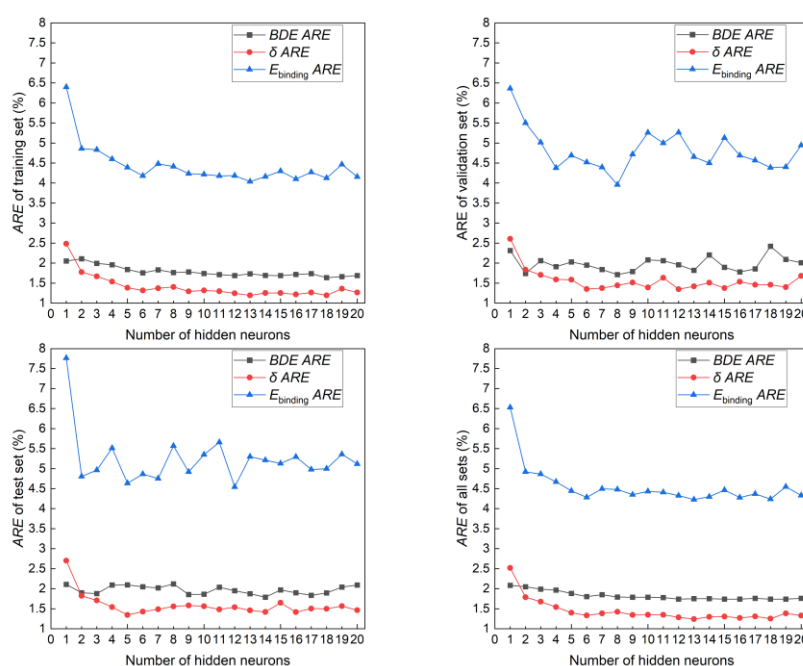 8
7.5
7
6.5
6
5.5
5
4.5
4
3.5
3
2.5
2
1.5
1
ARE of training set (%)
BDE ARE
δ ARE
Ebinding ARE
0 1 2 3 4 5 6 7 8 9 10 11 12 13 14 15 16 17 18 19 20
Number of hidden neurons
8
7.5
7
6.5
6
5.5
5
4.5
4
3.5
3
2.5
2
1.5
1
ARE of validation set (%)
BDE ARE
δ ARE
Ebinding ARE
0 1 2 3 4 5 6 7 8 9 10 11 12 13 14 15 16 17 18 19 20
Number of hidden neurons
8
7.5
7
6.5
6
5.5
5
4.5
4
3.5
3
2.5
2
1.5
1
ARE of test set (%)
BDE ARE
δ ARE
Ebinding ARE
0 1 2 3 4 5 6 7 8 9 10 11 12 13 14 15 16 17 18 19 20
Number of hidden neurons
8
7.5
7
6.5
6
5.5
5
4.5
4
3.5
3
2.5
2
1.5
1
ARE of all sets (%)
BDE ARE
δ ARE
Ebinding ARE
0 1 2 3 4 5 6 7 8 9 10 11 12 13 14 15 16 17 18 19 20
Number of hidden neurons